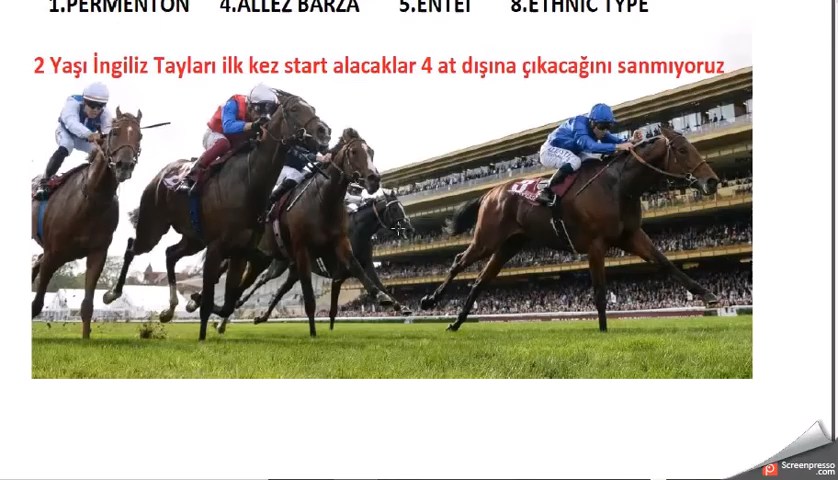 1.PERMENTON 4.ALLEZ BARZA 5.ENTEI 8.ETHNIC TYPE
2 Yaşı İngiliz Tayları ilk kez start alacaklar 4 at dışına çıkacağını sanmıyoruz
Screenpresso
.com